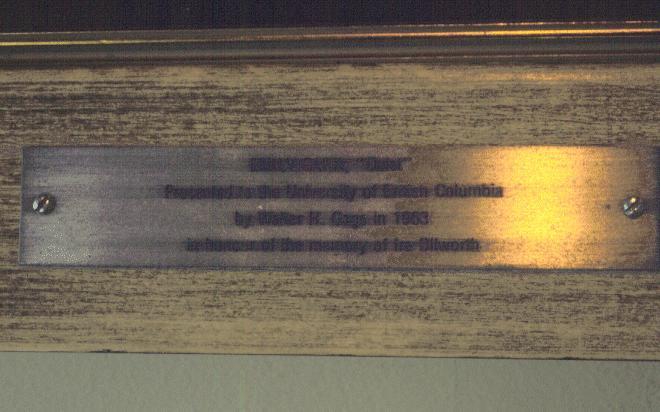 "Dawn"
Presented to the University of British Columbia
by Walter H. Gage in 1963
in honour of the memory of Ira Dilworth